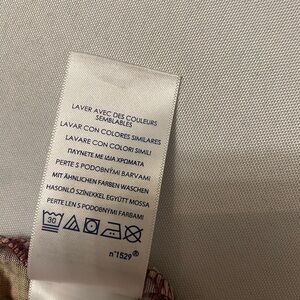 LAVER AVEC DES COULEURS
SEMBLABLES
LAVAR CON COLORES SIMILARES
LAVARE CON COLORI SIMILI
ΠΛΥΝΕΤΕ ΜΕ ΙΔΙΑ ΧΡΩΜΑΤΑ
PERTE S PODOBNÝMI BARVAMI
MIT ÄHNLICHEN FARBEN WASCHEN
HASONLÓ SZÍNEKKEL EGYÜTT MOSSA
PERTE LEN S PODOBNÝMI FARBAMI
30
n°1529®